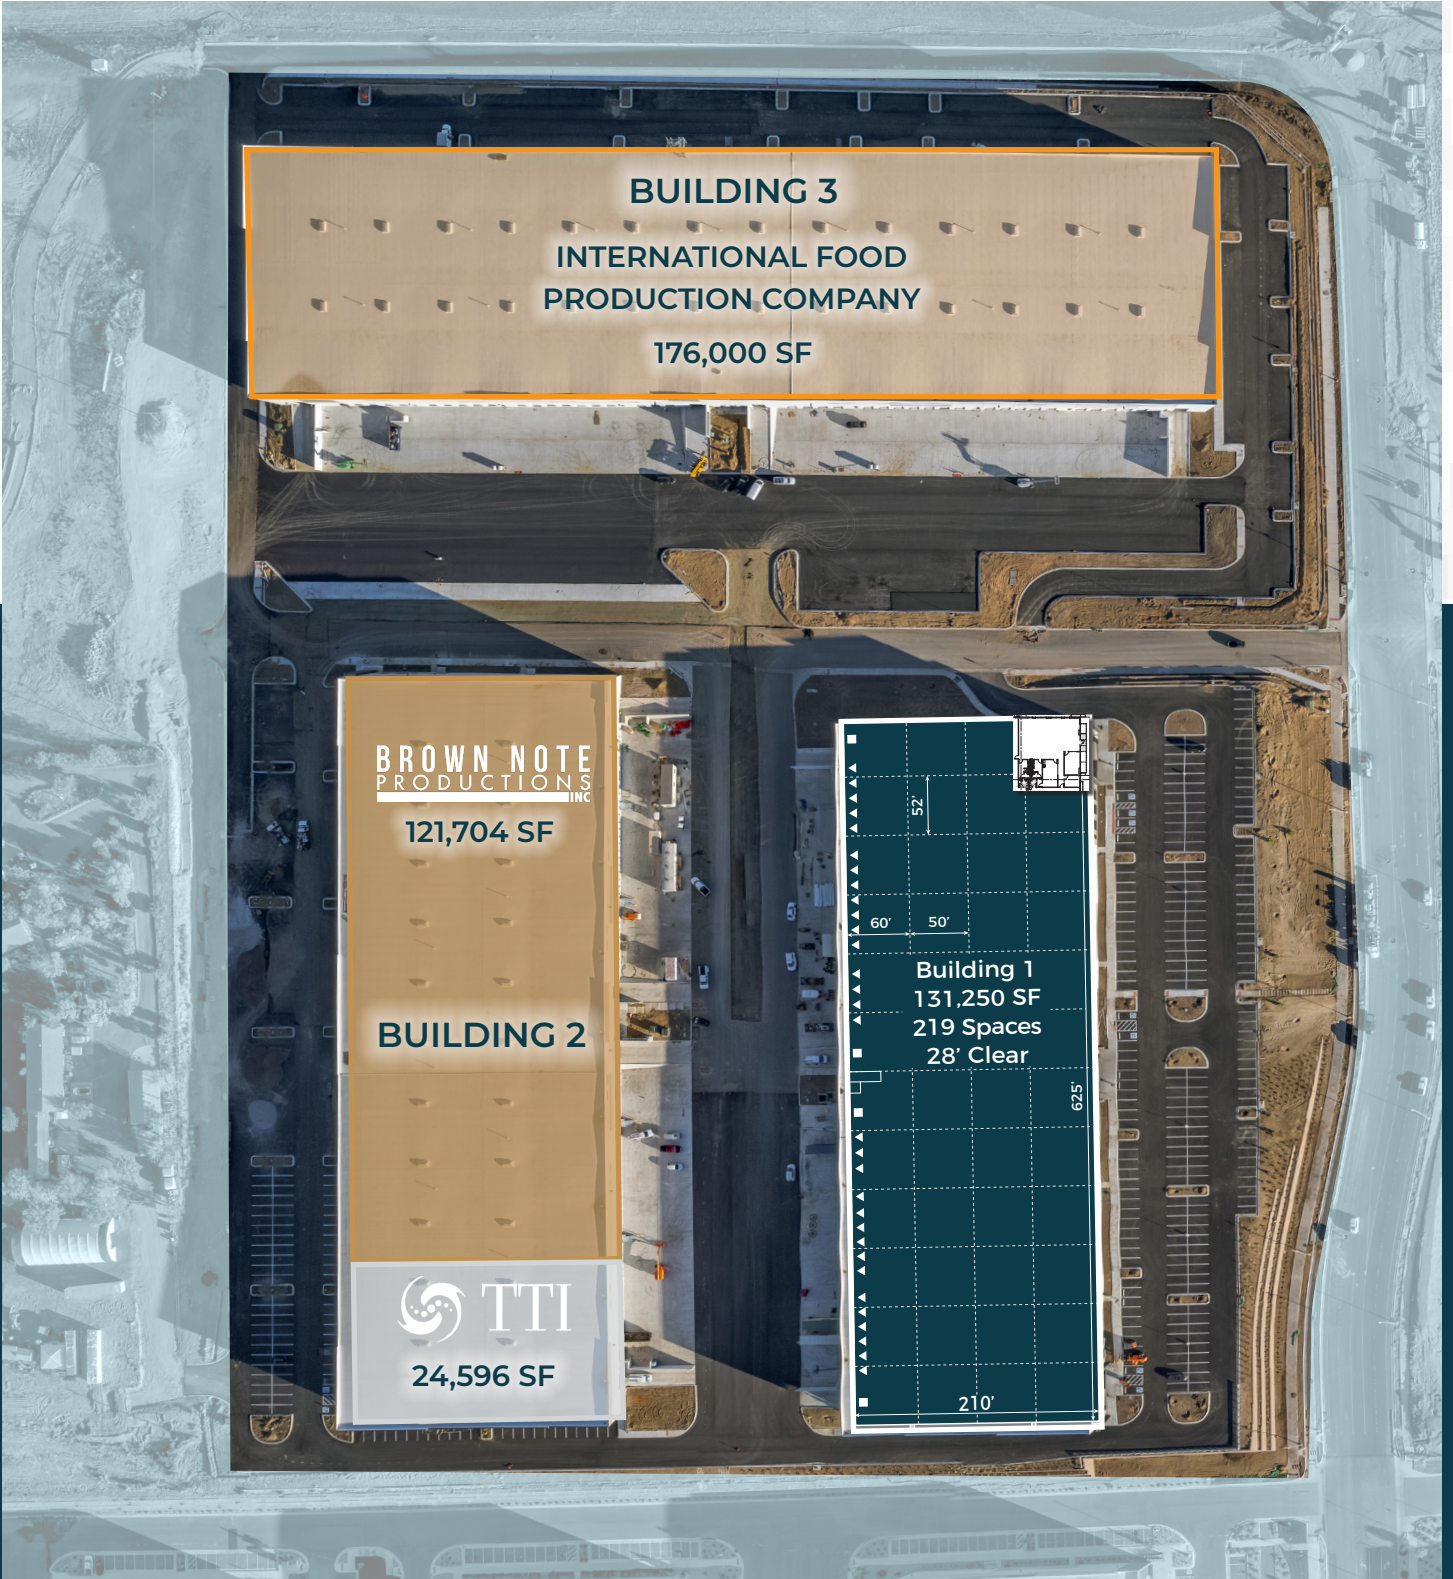 BUILDING 3
INTERNATIONAL FOOD
PRODUCTION COMPANY
176,000 SF
BROWN NOTE
PRODUCTIONS
INC
121,704 SF
BUILDING 2
TTI
24,596 SF
52'
60'
50'
Building 1
131,250 SF
219 Spaces
28' Clear
625'
210'